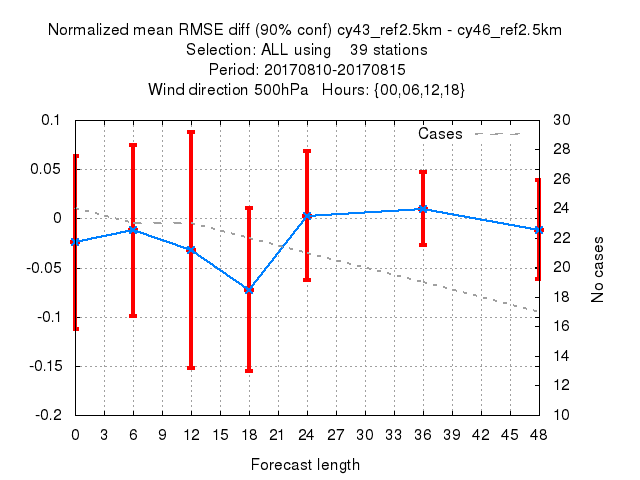 Normalized mean RMSE diff (90% conf) cy43_ref2.5km - cy46_ref2.5km
Selection: ALL using    39 stations
Period: 20170810-20170815
Wind direction 500hPa   Hours: {00,06,12,18}
Cases
0.1
0.05
0
-0.05
-0.1
-0.15
-0.2
30
28
26
24
22
20
18
16
14
12
10
No cases
0 3 6 9 12 15 18 21 24 27 30 33 36 39 42 45 48
Forecast length